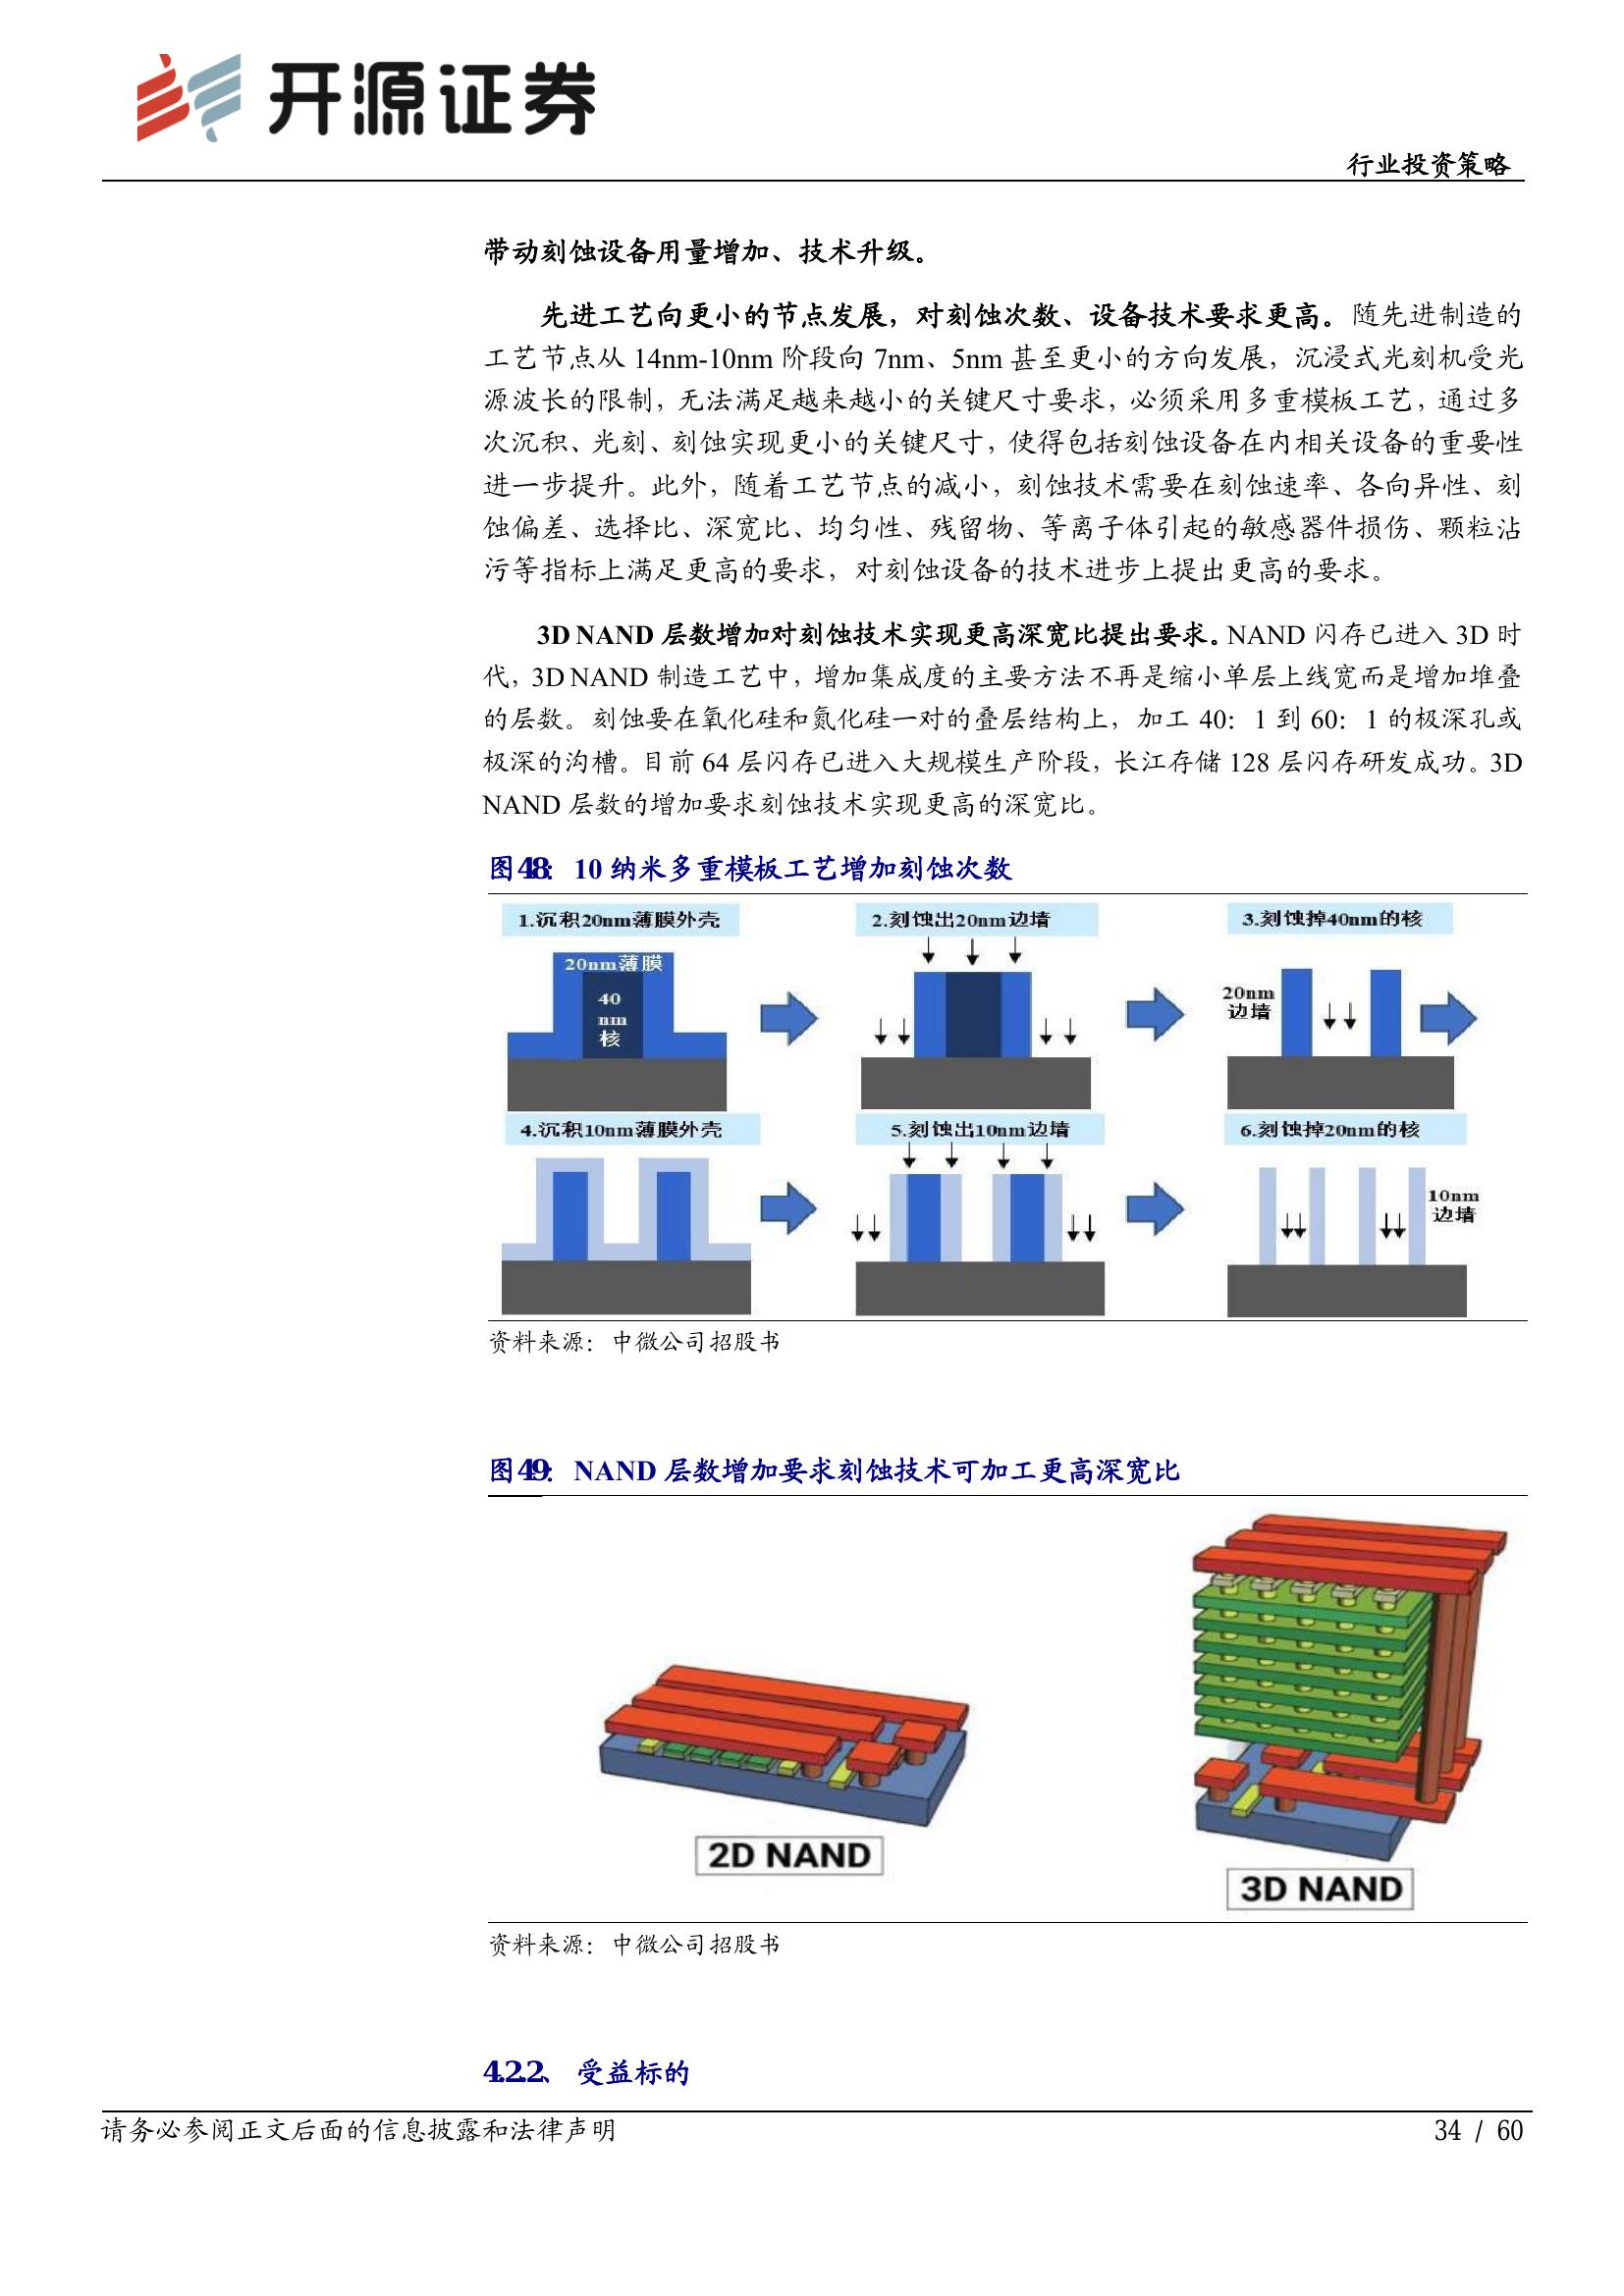 开源证券
行业投资策略
带动刻蚀设备用量增加、技术升级。
先进工艺向更小的节点发展，对刻蚀次数、设备技术要求更高。随先进制造的
工艺节点从 14nm-10nm 阶段向 7nm、5nm 甚至更小的方向发展，沉浸式光刻机受光
源波长的限制，无法满足越来越小的关键尺寸要求，必须采用多重模板工艺，通过多
次沉积、光刻、刻蚀实现更小的关键尺寸，使得包括刻蚀设备在内相关设备的重要性
进一步提升。此外，随着工艺节点的减小，刻蚀技术需要在刻蚀速率、各向异性、刻
蚀偏差、选择比、深宽比、均匀性、残留物、等离子体引起的敏感器件损伤、颗粒沾
污等指标上满足更高的要求，对刻蚀设备的技术进步上提出更高的要求。
3D NAND 层数增加对刻蚀技术实现更高深宽比提出要求。NAND 闪存已进入 3D 时
代，3D NAND 制造工艺中，增加集成度的主要方法不再是缩小单层上线宽而是增加堆叠
的层数。刻蚀要在氧化硅和氮化硅一对的叠层结构上，加工 40：1 到 60：1 的极深孔或
极深的沟槽。目前 64 层闪存已进入大规模生产阶段，长江存储 128 层闪存研发成功。3D
NAND 层数的增加要求刻蚀技术实现更高的深宽比。
图48： 10 纳米多重模板工艺增加刻蚀次数
1.沉积20nm薄膜外壳
2.刻蚀出20nm边墙
3.刻蚀掉40nm的核
20nm薄膜
40
nm
核
20nm
边墙
4.沉积10nm薄膜外壳
5.刻蚀出10nm边墙
6.刻蚀掉20nm的核
10nm
边墙
资料来源：中微公司招股书
图49： NAND 层数增加要求刻蚀技术可加工更高深宽比
2D NAND
3D NAND
资料来源：中微公司招股书
4.2.2、 受益标的
请务必参阅正文后面的信息披露和法律声明
34 / 60